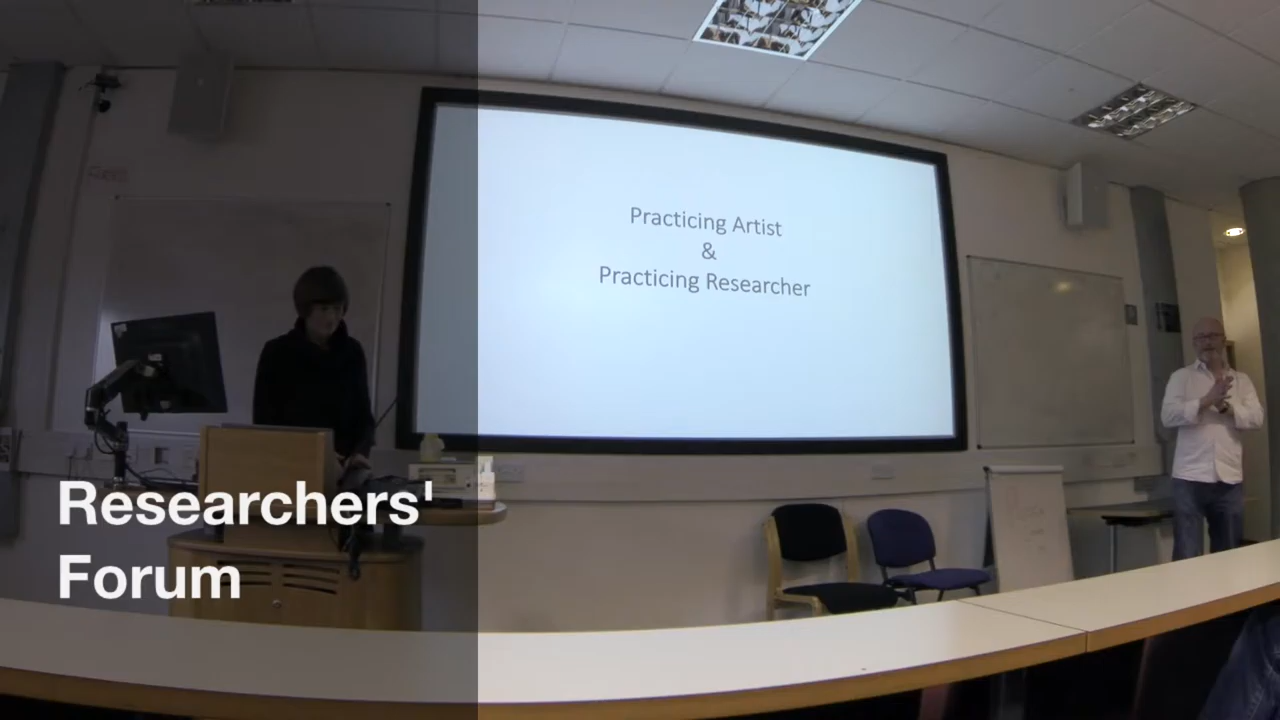 Practicing Artist
&
Practicing Researcher
Researchers'
Forum